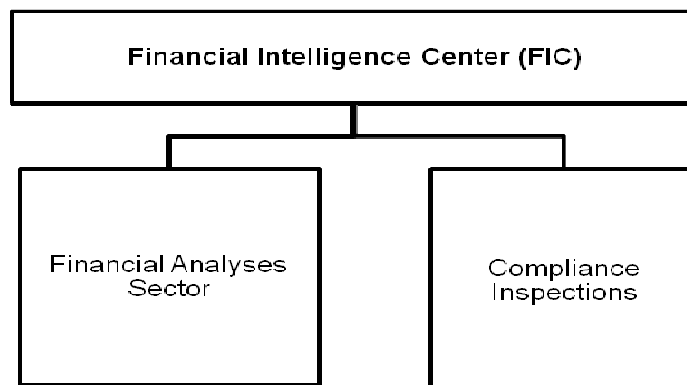 Financial Intelligence Center (FIC)
Financial Analyses
Sector
Compliance
Inspections